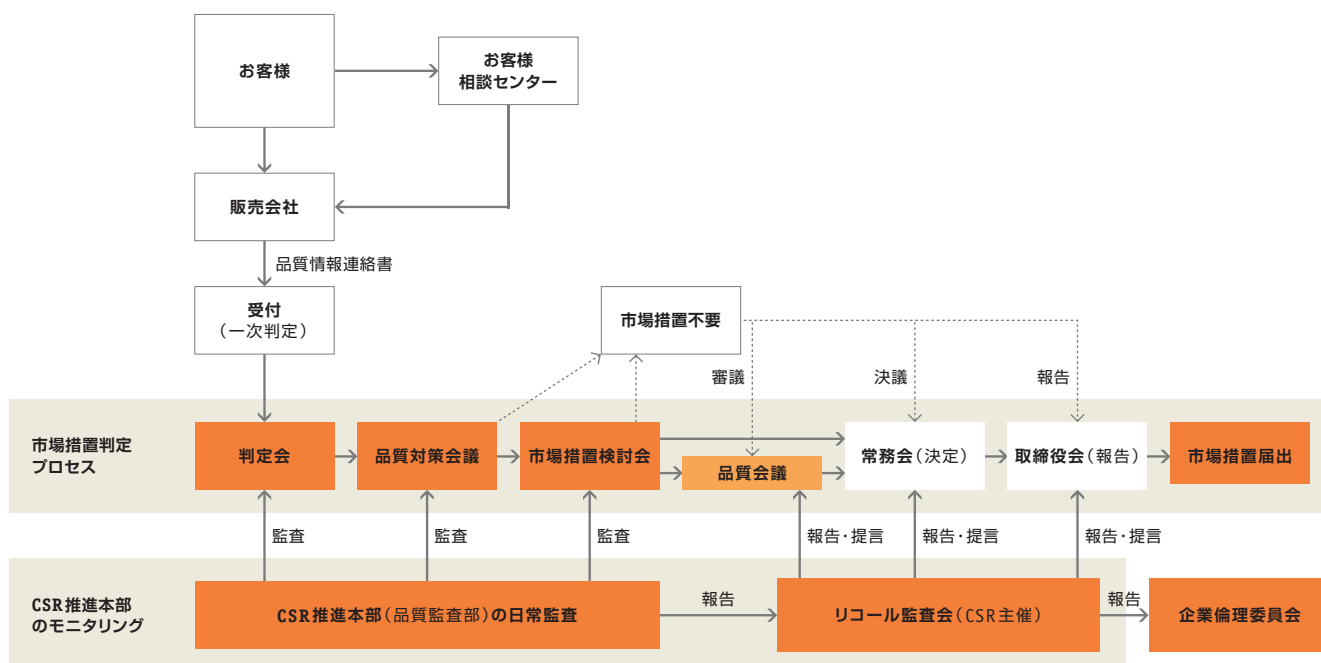 お客様
お客様
相談センター
販売会社
品質情報連絡書
受付
（一次判定）
市場措置不要
審議
決議
報告
市場措置判定
プロセス
判定会
品質対策会議
市場措置検討会
品質会議
常務会（決定）
取締役会（報告）
市場措置届出
監査
監査
監査
報告・提言
報告・提言
報告・提言
CSR推進本部
のモニタリング
CSR推進本部（品質監査部）の日常監査
報告
リコール監査会（CSR主催）
報告
企業倫理委員会